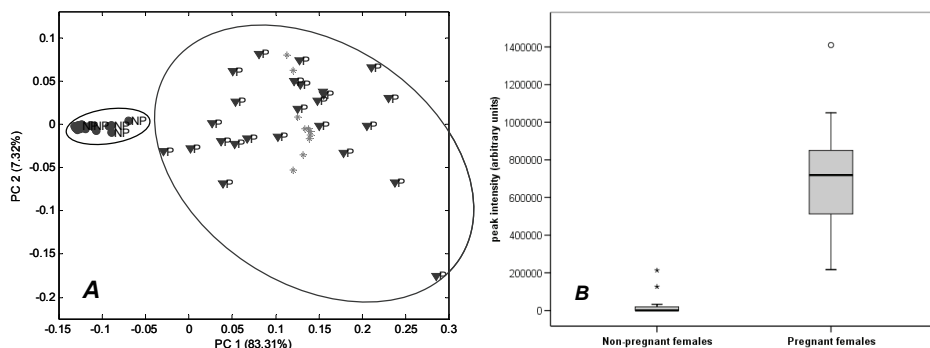 0.1
0.05
0
-0.05
-0.1
-0.15
-0.2
PC 2 (7.32%)
P
P
P
P
P
P
P
P
P
P
P
NP
NP
NP
NP
P
P
P
P
P
P
P
P
P
P
P
P
P
A
-0.15
-0.1
-0.05
0
0.05
0.1
0.15
0.2
0.25
0.3
PC 1 (83.31%)
peak intensity (arbitrary units)
1400000
1200000
1000000
800000
600000
400000
200000
0
B
Non-pregnant females
Pregnant females